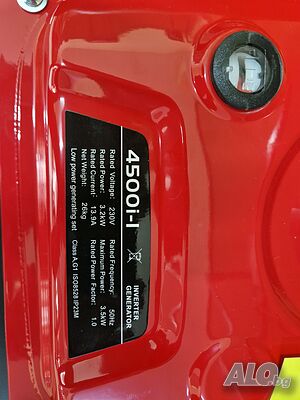 4500i-I
INVERTER
GENERATOR
Rated Voltage: 230V
Rated Frequency: 50Hz
Rated Power: 3.2kW
Maximum Power: 3.5kW
Rated Current: 13.9A
Rated Power Factor: 1.0
Net Weight: 26kg
Low power generating set Class A,G1 ISO8528 IP23M
ALO.bg